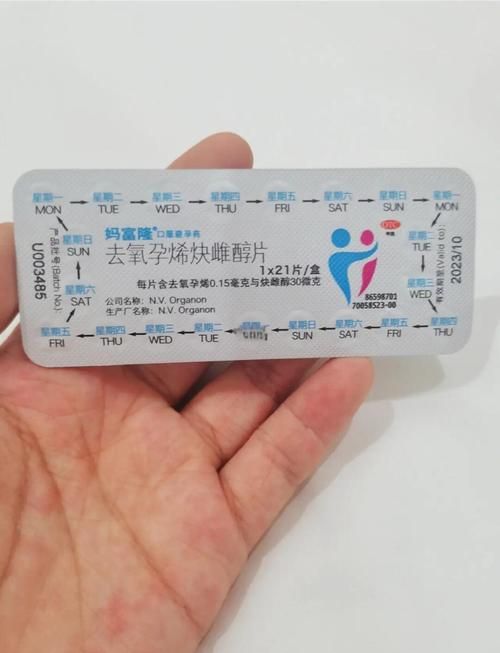 星期一 星期二 星期三 星期四 星期五 星期六 星期日 星期一
MON TUE WED THU FRI SAT SUN MON
妈富隆® 口服避孕药
去氧孕烯炔雌醇片
1×21片/盒
每片含去氧孕烯0.15毫克与炔雌醇30微克
公司名称: N.V. Organon
生产厂名称: N.V. Organon
产品批号(Batch No.):
U003485
星期日
SUN
星期六
SAT
OTC
86598701
70058523-00
星期二
TUE
星期三
WED
有效期至(Valid to):
2023/10
星期五 星期四 星期三 星期二 星期日 星期六 星期五 星期四
FRI THU WED TUE SUN SAT FRI THU